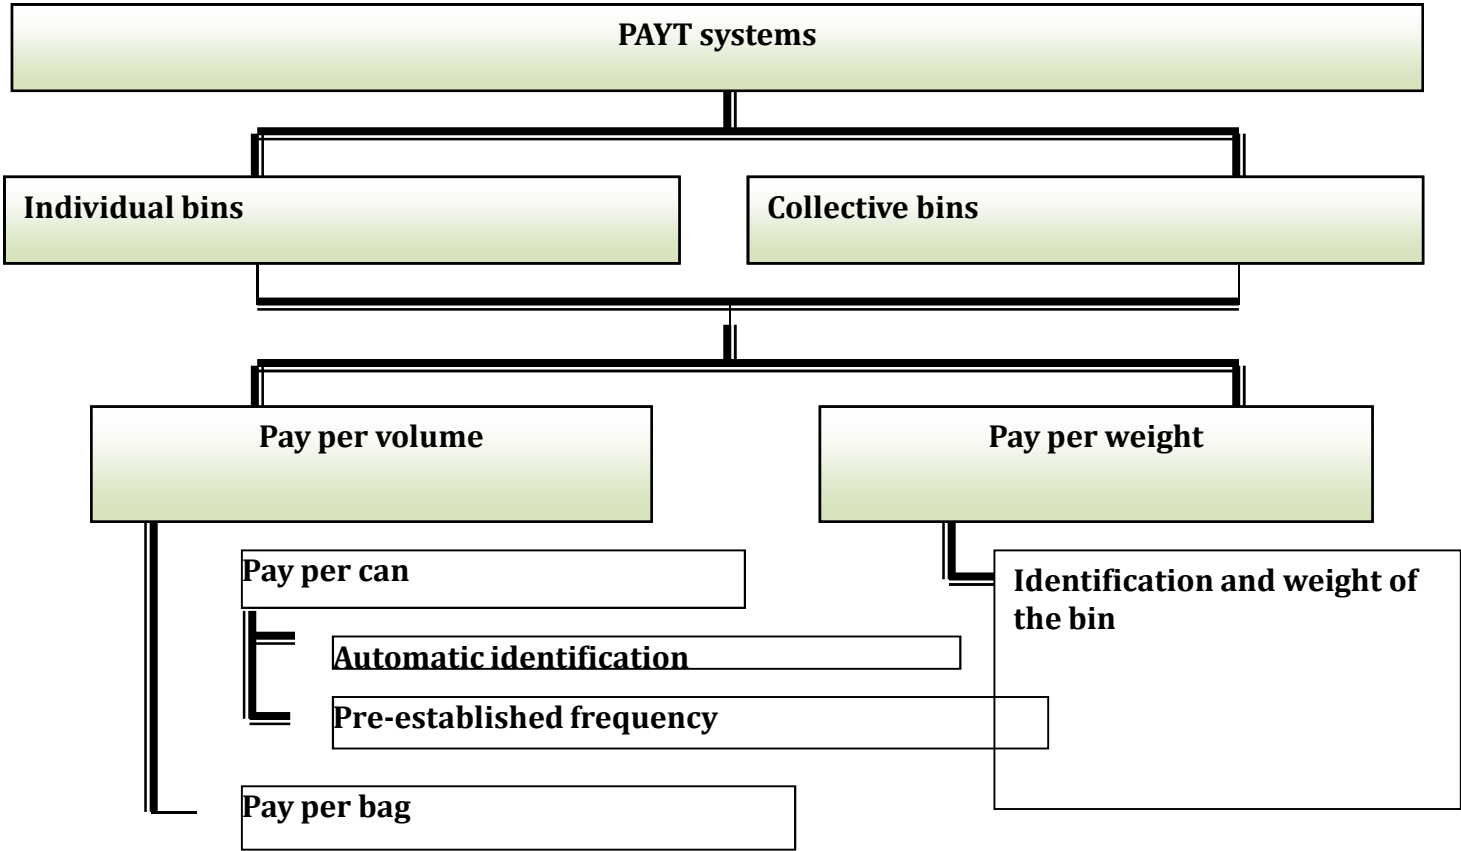 PAYT systems
Individual bins
Collective bins
Pay per volume
Pay per weight
Pay per can
Identification and weight of
the bin
Automatic identification
Pre-established frequency
Pay per bag